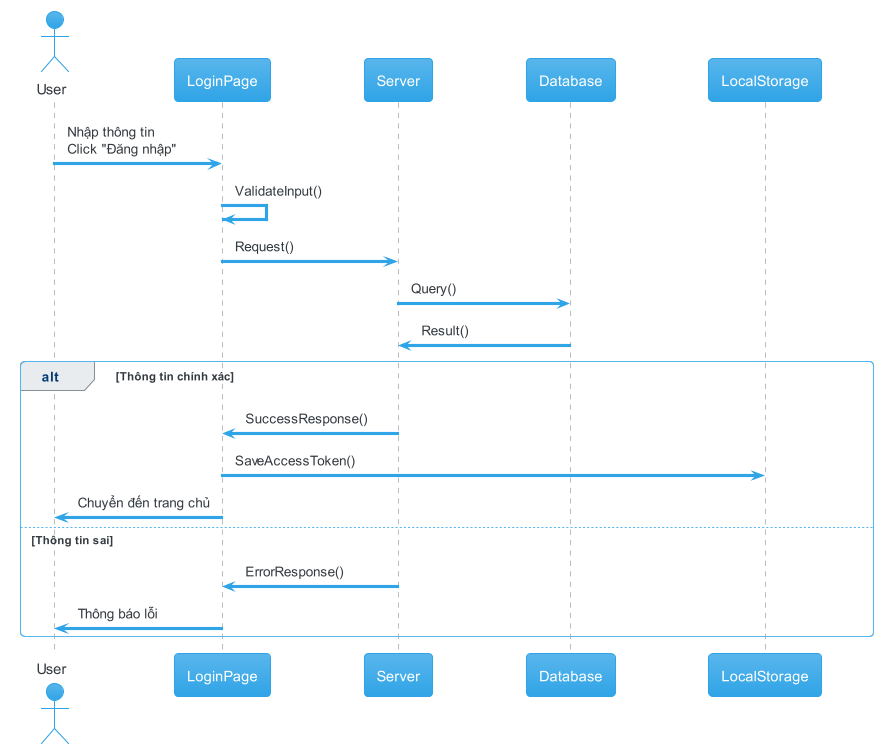 User
LoginPage
Server
Database
LocalStorage
Nhập thông tin
Click "Đăng nhập"
ValidateInput()
Request()
Query()
Result()
alt
[Thông tin chính xác]
SuccessResponse()
SaveAccessToken()
Chuyển đến trang chủ
[Thông tin sai]
ErrorResponse()
Thông báo lỗi
User
LoginPage
Server
Database
LocalStorage